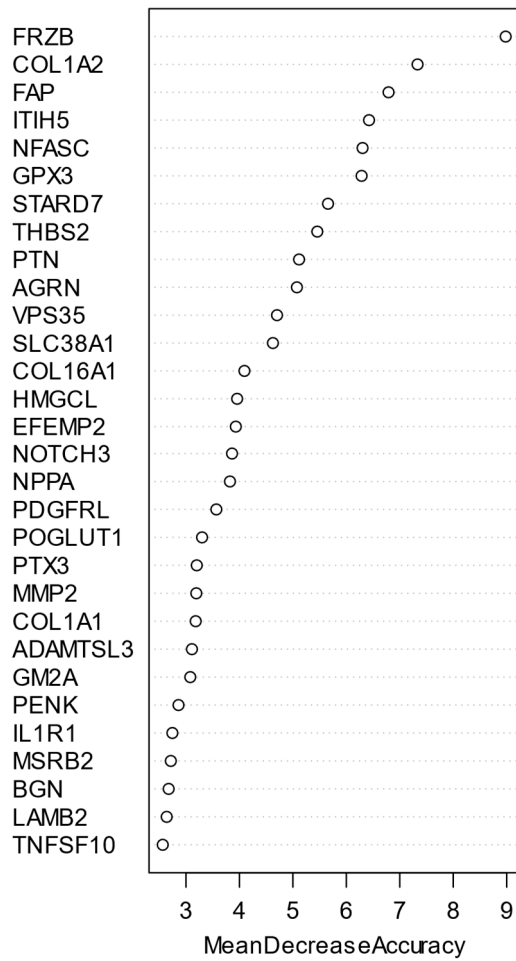 FRZB
COL1A2
FAP
ITIH5
NFASC
GPX3
STARD7
THBS2
PTN
AGRN
VPS35
SLC38A1
COL16A1
HMGCL
EFEMP2
NOTCH3
NPPA
PDGFRL
POGLUT1
PTX3
MMP2
COL1A1
ADAMTSL3
GM2A
PENK
IL1R1
MSRB2
BGN
LAMB2
TNFSF10
3 4 5 6 7 8 9
MeanDecreaseAccuracy